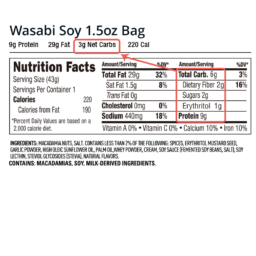 Wasabi Soy 1.5oz Bag
9g Protein 29g Fat 3g Net Carbs 220 Cal
Nutrition Facts
Serving Size (43g)
Servings Per Container 1
Calories 220
Calories from Fat 190
*Percent Daily Values are based on a
2,000 calorie diet.
Amount/Serving %DV*
Total Fat 29g 32%
Sat Fat 1.5g 8%
Trans Fat 0g
Cholesterol 0mg 0%
Sodium 440mg 18%
Amount/Serving %DV*
Total Carb. 6g 3%
Dietary Fiber 2g 16%
Sugars 2g
Erythritol 1g
Protein 9g
Vitamin A 0% • Vitamin C 0% • Calcium 10% • Iron 10%
INGREDIENTS: MACADAMIA NUTS, SALT. CONTAINS LESS THAN 2% OF THE FOLLOWING: SPICES, ERYTHRITOL, MUSTARD SEED,
GARLIC POWDER, HIGH OLEIC SUNFLOWER OIL, PALM OIL, WHEY POWDER, CREAM, SOY SAUCE (FERMENTED SOY BEANS, SALT), SOY
LECITHIN, STEVIOL GLYCOSIDES (STEVIA), NATURAL FLAVORS.
CONTAINS: MACADAMIAS, SOY, MILK-DERIVED INGREDIENTS.